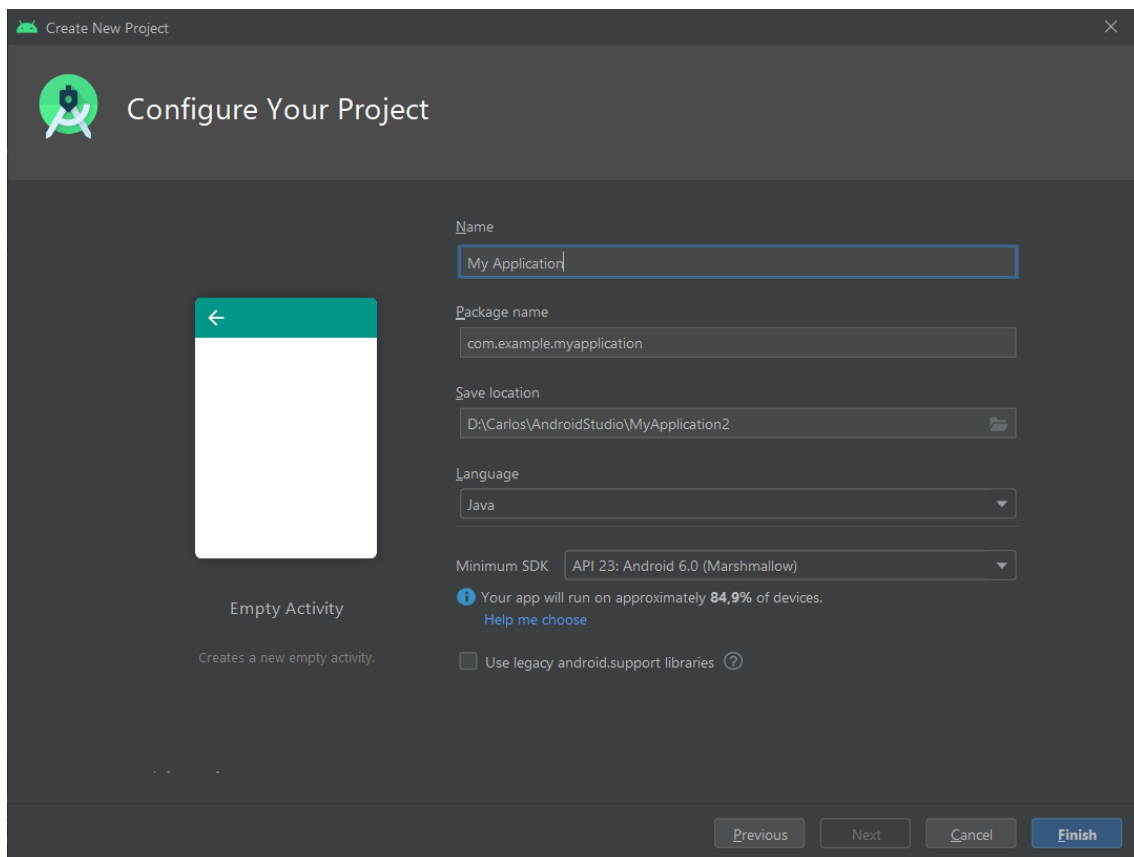 Create New Project
Configure Your Project
Name
My Application
Package name
com.example.myapplication
Save location
D:\Carlos\AndroidStudio\MyApplication2
Language
Java
Minimum SDK API 23: Android 6.0 (Marshmallow)
Your app will run on approximately 84,9% of devices.
Help me choose
Use legacy android.support libraries
Empty Activity
Creates a new empty activity.
Previous Next Cancel Finish